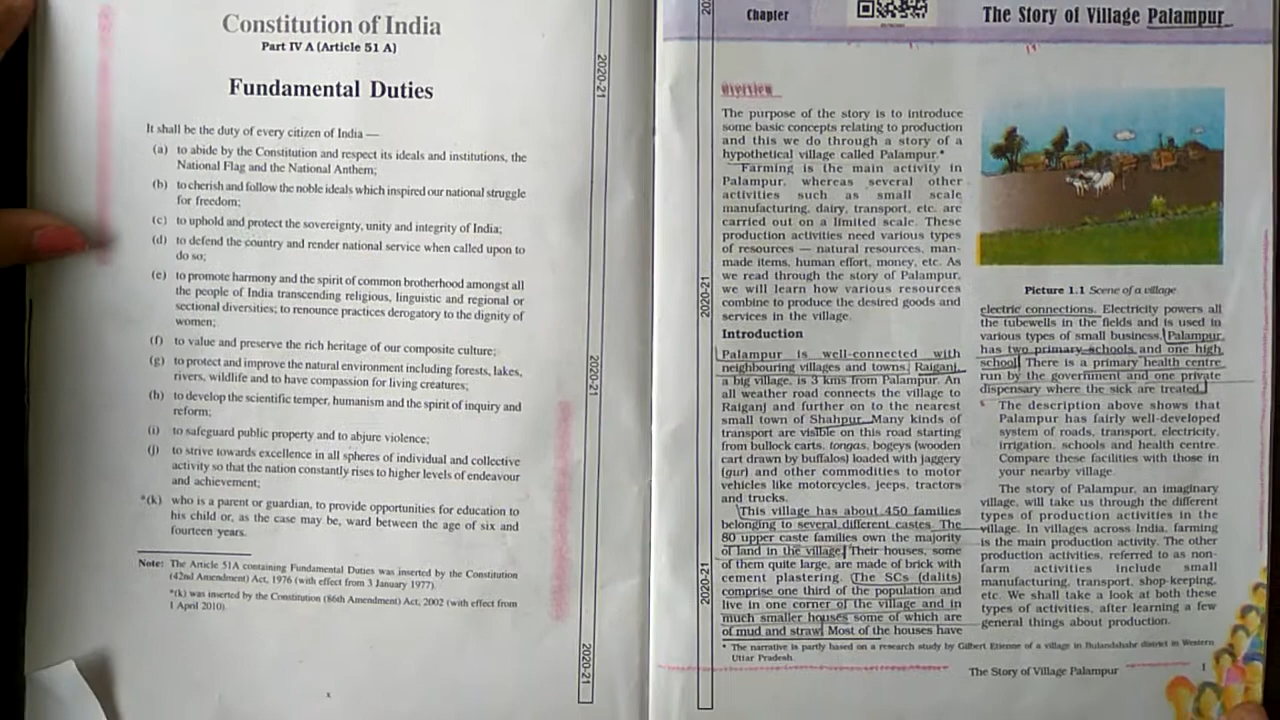 Constitution of India
Part IV A (Article 51 A)
Fundamental Duties
It shall be the duty of every citizen of India —
(a) to abide by the Constitution and respect its ideals and institutions, the
National Flag and the National Anthem;
(b) to cherish and follow the noble ideals which inspired our national struggle
for freedom;
(c) to uphold and protect the sovereignty, unity and integrity of India;
(d) to defend the country and render national service when called upon to
do so;
(e) to promote harmony and the spirit of common brotherhood amongst all
the people of India transcending religious, linguistic and regional or
sectional diversities; to renounce practices derogatory to the dignity of
women;
(f) to value and preserve the rich heritage of our composite culture;
(g) to protect and improve the natural environment including forests, lakes,
rivers, wildlife and to have compassion for living creatures;
(h) to develop the scientific temper, humanism and the spirit of inquiry and
reform;
(i) to safeguard public property and to abjure violence;
(j) to strive towards excellence in all spheres of individual and collective
activity so that the nation constantly rises to higher levels of endeavour
and achievement;
*(k) who is a parent or guardian, to provide opportunities for education to
his child or, as the case may be, ward between the age of six and
fourteen years.
Note: The Article 51A containing Fundamental Duties was inserted by the Constitution
(42nd Amendment) Act, 1976 (with effect from 3 January 1977).
*(k) was inserted by the Constitution (86th Amendment) Act, 2002 (with effect from
1 April 2010).
x
2020-21
2020-21
2020-21
202
2020-21
2020-21
Chapter
The Story of Village Palampur
Overview
The purpose of the story is to introduce
some basic concepts relating to production
and this we do through a story of a
hypothetical village called Palampur.*
Farming is the main activity in
Palampur, whereas several other
activities such as small scale
manufacturing, dairy, transport, etc. are
carried out on a limited scale. These
production activities need various types
of resources — natural resources, man-
made items, human effort, money, etc. As
we read through the story of Palampur,
we will learn how various resources
combine to produce the desired goods and
services in the village.
Introduction
Palampur is well-connected with
neighbouring villages and towns. Raiganj,
a big village, is 3 kms from Palampur. An
all weather road connects the village to
Raiganj and further on to the nearest
small town of Shahpur. Many kinds of
transport are visible on this road starting
from bullock carts, tongas, bogeys (wooden
cart drawn by buffalos) loaded with jaggery
(gur) and other commodities to motor
vehicles like motorcycles, jeeps, tractors
and trucks.
This village has about 450 families
belonging to several different castes. The
80 upper caste families own the majority
of land in the village. Their houses, some
of them quite large, are made of brick with
cement plastering. The SCs (dalits)
comprise one third of the population and
live in one corner of the village and in
much smaller houses some of which are
of mud and straw. Most of the houses have
Picture 1.1 Scene of a village
electric connections. Electricity powers all
the tubewells in the fields and is used in
various types of small business. Palampur
has two primary schools and one high
school. There is a primary health centre
run by the government and one private
dispensary where the sick are treated.
The description above shows that
Palampur has fairly well-developed
system of roads, transport, electricity,
irrigation, schools and health centre.
Compare these facilities with those in
your nearby village.
The story of Palampur, an imaginary
village, will take us through the different
types of production activities in the
village. In villages across India, farming
is the main production activity. The other
production activities, referred to as non-
farm activities include small
manufacturing, transport, shop-keeping,
etc. We shall take a look at both these
types of activities, after learning a few
general things about production.
* The narrative is partly based on a research study by Gilbert Etienne of a village in Bulandshahr district in Western
Uttar Pradesh.
The Story of Village Palampur 1